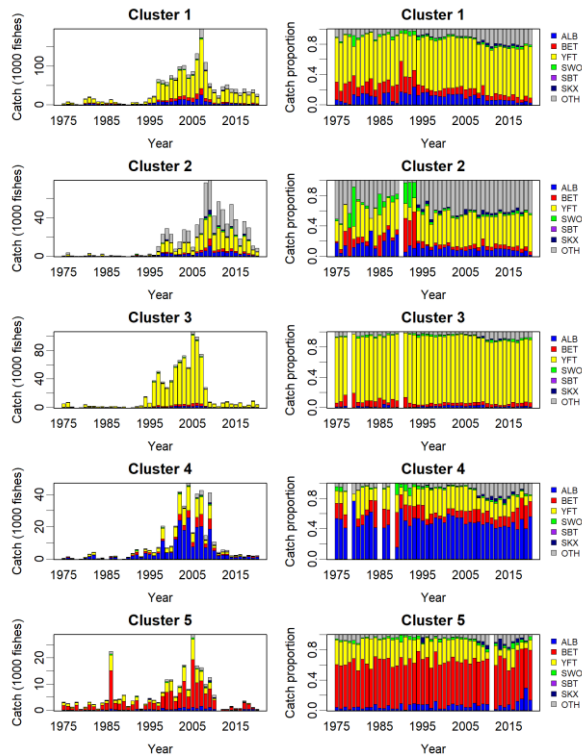 Cluster 1
Catch (1000 fishes)
0 50 100
1975 1985 1995 2005 2015
Year
Cluster 1
Catch proportion
0.0 0.4 0.8
1975 1985 1995 2005 2015
Year
ALB
BET
YFT
SWO
SBT
SKX
OTH
Cluster 2
Catch (1000 fishes)
0 20 40
1975 1985 1995 2005 2015
Year
Cluster 2
Catch proportion
0.0 0.4 0.8
1975 1985 1995 2005 2015
Year
ALB
BET
YFT
SWO
SBT
SKX
OTH
Cluster 3
Catch (1000 fishes)
0 20 40 60 80
1975 1985 1995 2005 2015
Year
Cluster 3
Catch proportion
0.0 0.4 0.8
1975 1985 1995 2005 2015
Year
ALB
BET
YFT
SWO
SBT
SKX
OTH
Cluster 4
Catch (1000 fishes)
0 10 20 30 40
1975 1985 1995 2005 2015
Year
Cluster 4
Catch proportion
0.0 0.4 0.8
1975 1985 1995 2005 2015
Year
ALB
BET
YFT
SWO
SBT
SKX
OTH
Cluster 5
Catch (1000 fishes)
0 5 10 20
1975 1985 1995 2005 2015
Year
Cluster 5
Catch proportion
0.0 0.4 0.8
1975 1985 1995 2005 2015
Year
ALB
BET
YFT
SWO
SBT
SKX
OTH